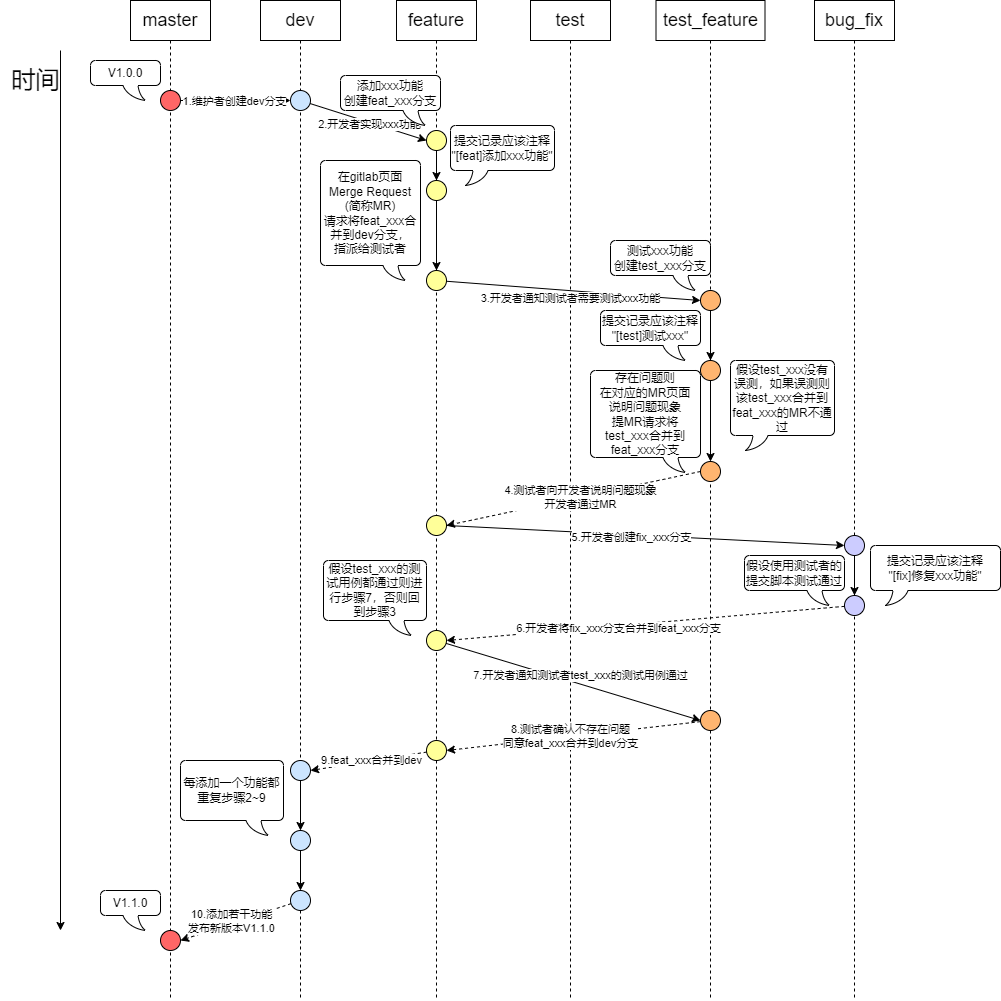 master
dev
feature
test
test_feature
bug_fix
时间
V1.0.0
添加xxx功能
创建feat_xxx分支
1.维护者创建dev分支
2.开发者实现xxx功能
提交记录应该注释
"[feat]添加xxx功能"
在gitlab页面
Merge Request
(简称MR)
请求将feat_xxx合
并到dev分支，
指派给测试者
测试xxx功能
创建test_xxx分支
3.开发者通知测试者需要测试xxx功能
提交记录应该注释
"[test]测试xxx"
存在问题则
在对应的MR页面
说明问题现象
提MR请求将
test_xxx合并到
feat_xxx分支
假设test_xxx没有
误测，如果误测则
该test_xxx合并到
feat_xxx的MR不通
过
4.测试者向开发者说明问题现象
开发者通过MR
5.开发者创建fix_xxx分支
假设test_xxx的测
试用例都通过则进
行步骤7，否则回
到步骤3
假设使用测试者的
提交脚本测试通过
提交记录应该注释
"[fix]修复xxx功能"
6.开发者将fix_xxx分支合并到feat_xxx分支
7.开发者通知测试者test_xxx的测试用例通过
8.测试者确认不存在问题
同意feat_xxx合并到dev分支
9.feat_xxx合并到dev
每添加一个功能都
重复步骤2~9
V1.1.0
10.添加若干功能
发布新版本V1.1.0